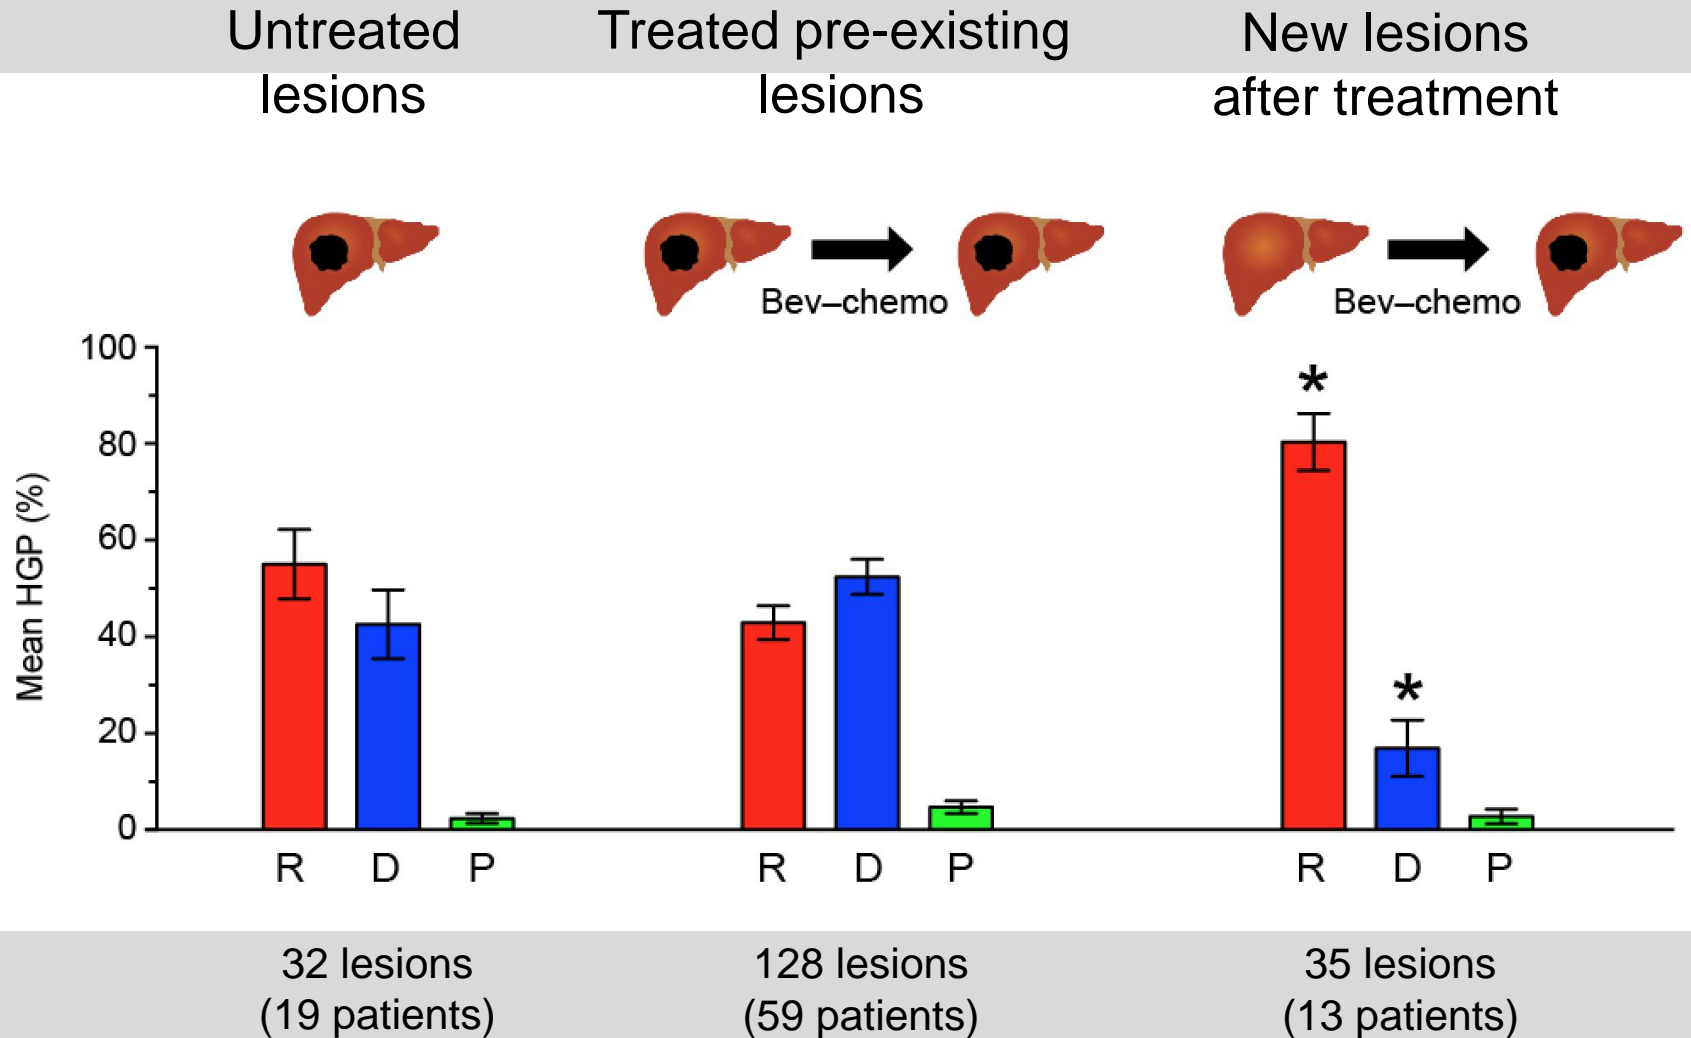 Untreated
lesions
Treated pre-existing
lesions
New lesions
after treatment
Bev–chemo
Bev–chemo
Mean HGP (%)
100
80
60
40
20
0
*
*
R D P
R D P
R D P
32 lesions
(19 patients)
128 lesions
(59 patients)
35 lesions
(13 patients)